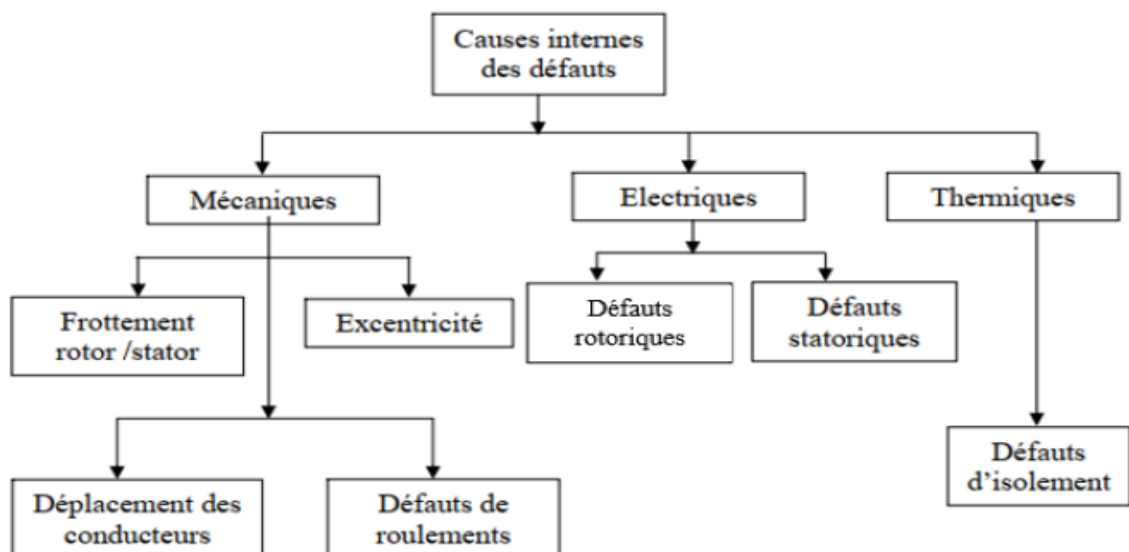 Causes internes
des défauts
Mécaniques
Electriques
Thermiques
Frottement
rotor /stator
Excentricité
Défauts
rotoriques
Défauts
statoriques
Déplacement des
conducteurs
Défauts de
roulements
Défauts
d’isolement